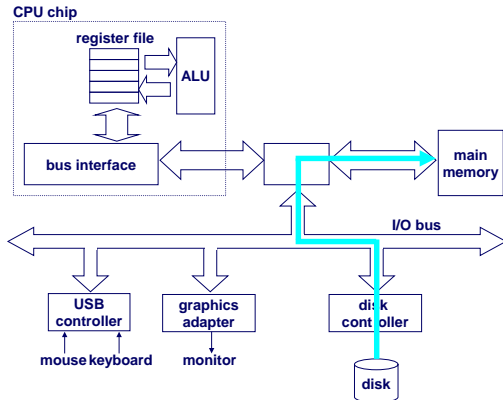 CPU chip
register file
ALU
bus interface
main
memory
I/O bus
USB
controller
graphics
adapter
disk
controller
mouse keyboard
monitor
disk